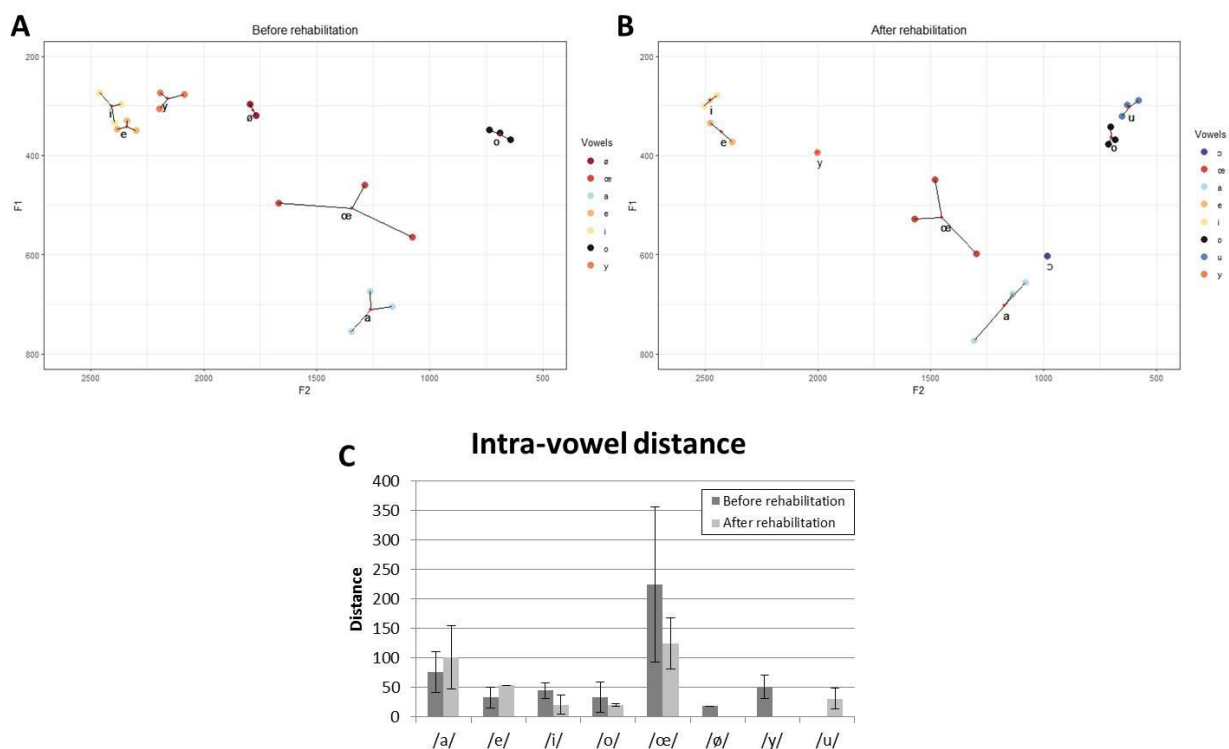 A
Before rehabilitation
200
400
600
800
F1
2500
2000
1500
1000
500
F2
i
e
y
ø
o
œ
a
Vowels
ø
œ
a
e
i
o
y
B
After rehabilitation
200
400
600
800
F1
2500
2000
1500
1000
500
F2
i
e
y
u
o
œ
ɔ
a
Vowels
ɔ
œ
a
e
i
o
u
y
C
Intra-vowel distance
400
350
300
250
200
150
100
50
0
Distance
Before rehabilitation
After rehabilitation
/a/ /e/ /i/ /o/ /œ/ /ø/ /y/ /u/